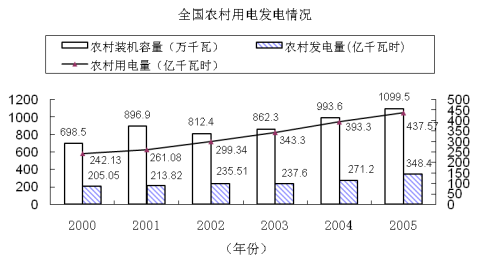 全国农村用电发电情况
农村装机容量（万千瓦） 农村发电量(亿千瓦时)
农村用电量（亿千瓦时）
1200 1000 800 600 400 200 0
698.5 896.9 812.4 862.3 993.6 1099.5
242.13 261.08 299.34 343.3 393.3 437.57
205.05 213.82 235.51 237.6 271.2 348.4
500 450 400 350 300 250 200 150 100 50 0
2000 2001 2002 2003 2004 2005
（年份）